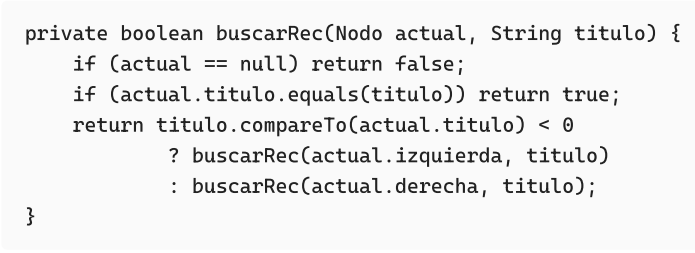 private boolean buscarRec(Nodo actual, String titulo) {
    if (actual == null) return false;
    if (actual.titulo.equals(titulo)) return true;
    return titulo.compareTo(actual.titulo) < 0
            ? buscarRec(actual.izquierda, titulo)
            : buscarRec(actual.derecha, titulo);
}